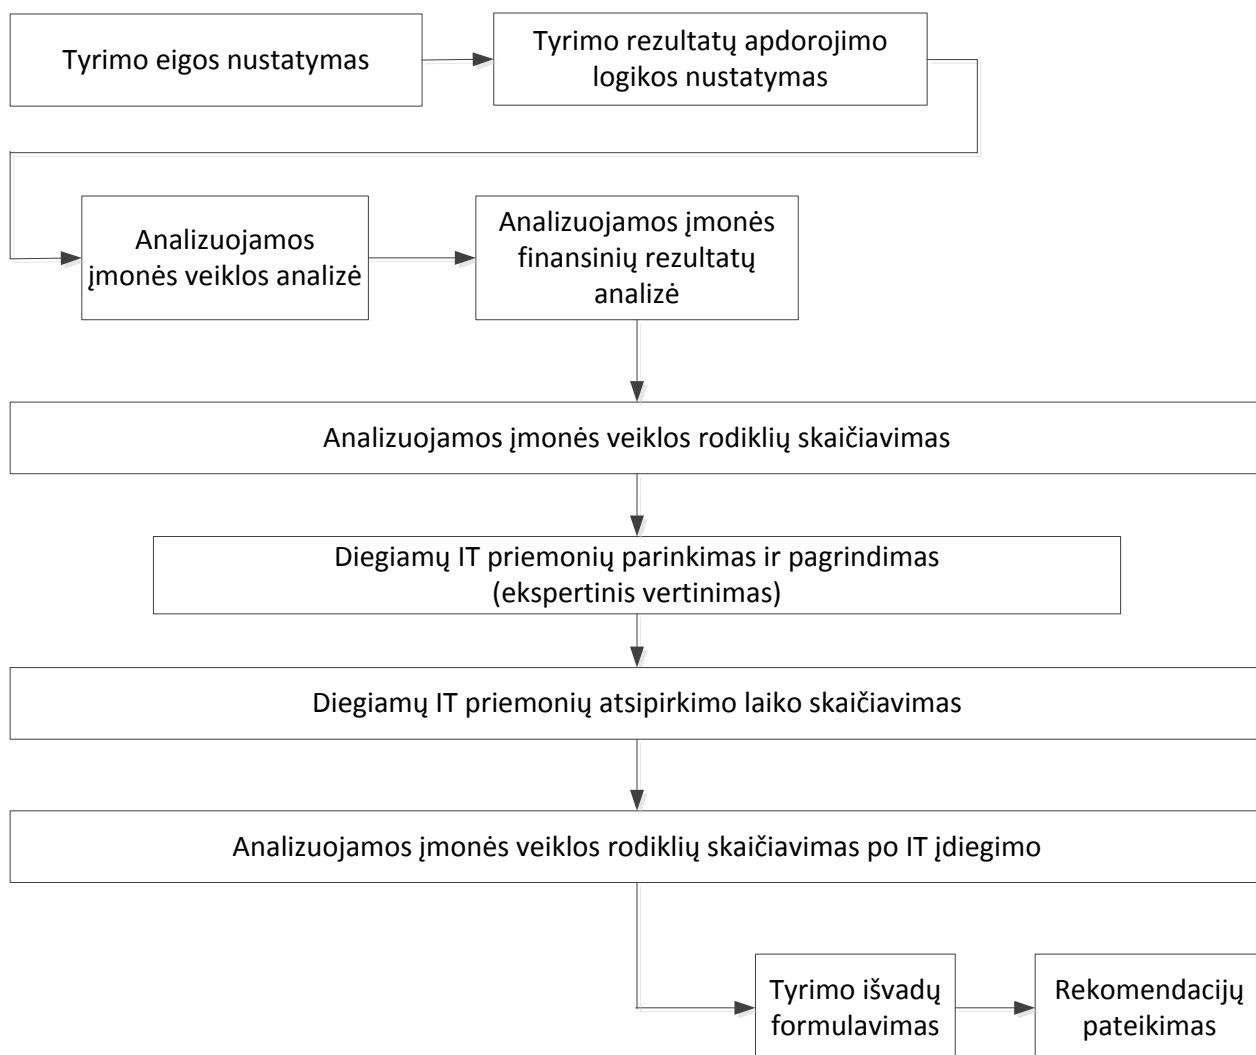 Tyrimo eigos nustatymas
Tyrimo rezultatų apdorojimo
logikos nustatymas
Analizuojamos
įmonės veiklos analizė
Analizuojamos įmonės
finansinių rezultatų
analizė
Analizuojamos įmonės veiklos rodiklių skaičiavimas
Diegiamų IT priemonių parinkimas ir pagrindimas
(ekspertinis vertinimas)
Diegiamų IT priemonių atsipirkimo laiko skaičiavimas
Analizuojamos įmonės veiklos rodiklių skaičiavimas po IT įdiegimo
Tyrimo išvadų
formulavimas
Rekomendacijų
pateikimas